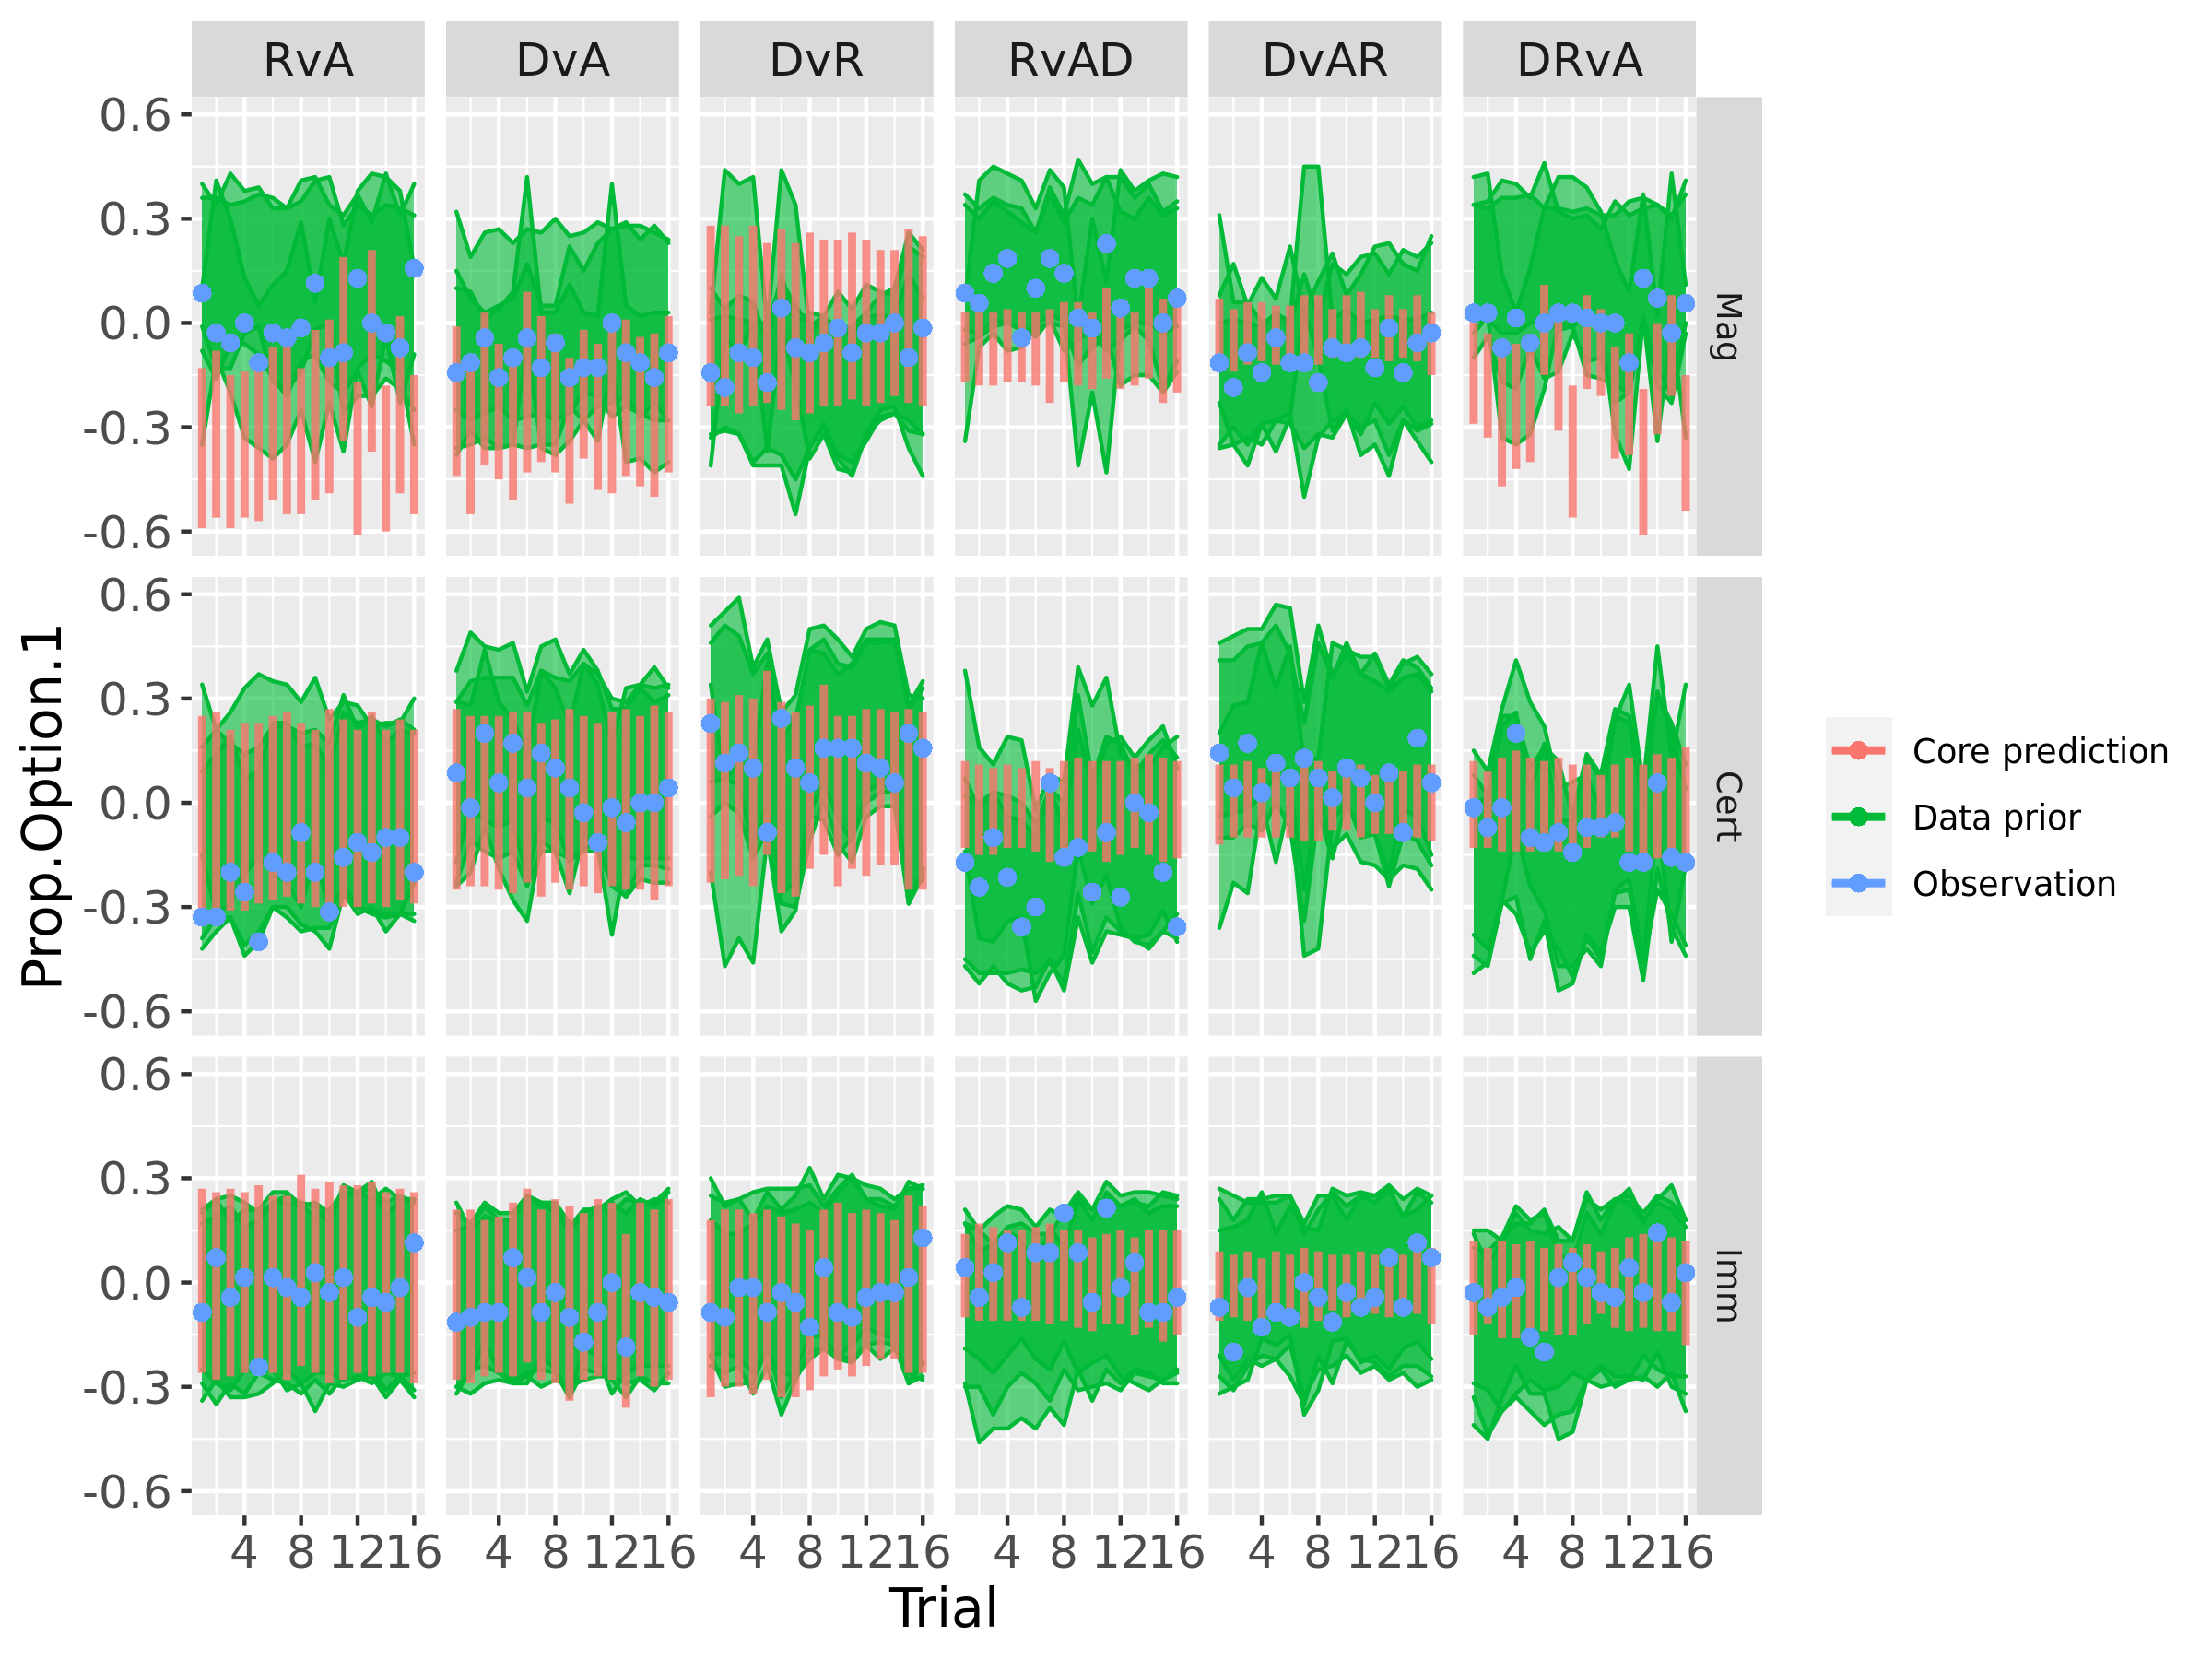 RvA DvA DvR RvAD DvAR DRvA
0.6
0.3
0.0
-0.3
-0.6
Mag
0.6
0.3
0.0
-0.3
-0.6
Cert
0.6
0.3
0.0
-0.3
-0.6
Imm
Prop.Option.1
4 8 12 16 4 8 12 16 4 8 12 16 4 8 12 16 4 8 12 16 4 8 12 16
Trial
Core prediction
Data prior
Observation